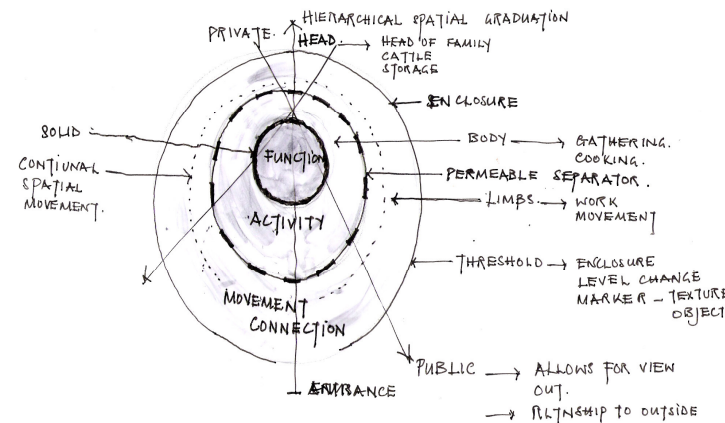 HIERARCHICAL SPATIAL GRADUATION
PRIVATE.
HEAD. → HEAD OF FAMILY
CATTLE
STORAGE
ENCLOSURE
SOLID
BODY → GATHERING.
COOKING.
FUNCTION
CONTIUNAL
SPATIAL
MOVEMENT.
PERMEABLE SEPARATOR.
LIMBS → WORK
MOVEMENT
ACTIVITY
THRESHOLD → ENCLOSURE
LEVEL CHANGE
MARKER - TEXTURE
OBJECT
MOVEMENT
CONNECTION
PUBLIC → ALLOWS FOR VIEW
OUT.
→ RLTNSHIP TO OUTSIDE